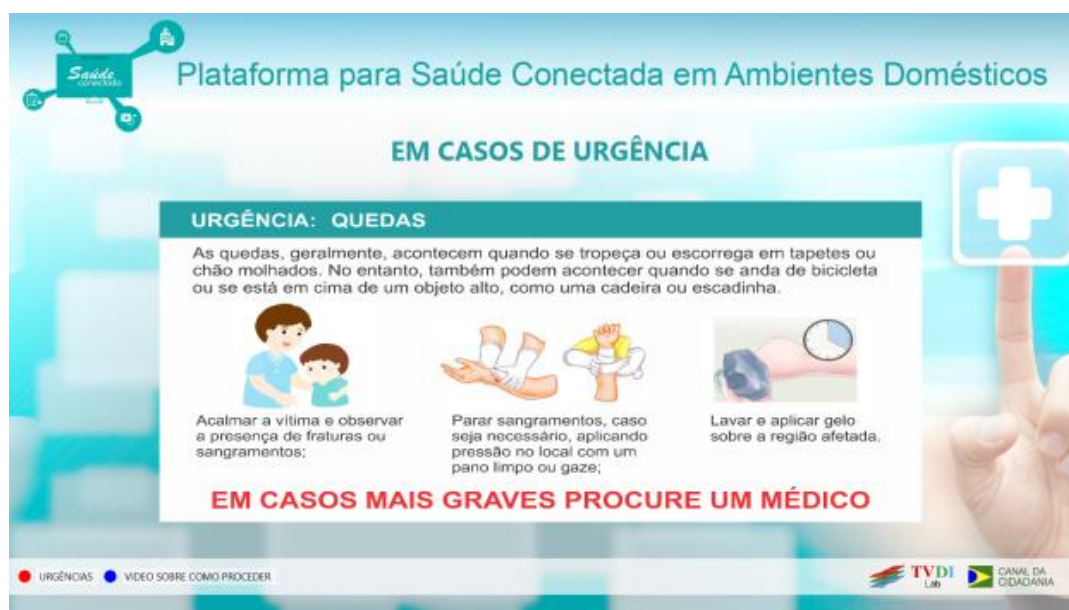 Saúde
conectada
Plataforma para Saúde Conectada em Ambientes Domésticos
EM CASOS DE URGÊNCIA
URGÊNCIA: QUEDAS
As quedas, geralmente, acontecem quando se tropeça ou escorrega em tapetes ou
chão molhados. No entanto, também podem acontecer quando se anda de bicicleta
ou se está em cima de um objeto alto, como uma cadeira ou escadinha.
Acalmar a vítima e observar
a presença de fraturas ou
sangramentos;
Parar sangramentos, caso
seja necessário, aplicando
pressão no local com um
pano limpo ou gaze;
Lavar e aplicar gelo
sobre a região afetada.
EM CASOS MAIS GRAVES PROCURE UM MÉDICO
URGÊNCIAS
VIDEO SOBRE COMO PROCEDER
TVDI
Lab
CANAL DA
CIDADANIA